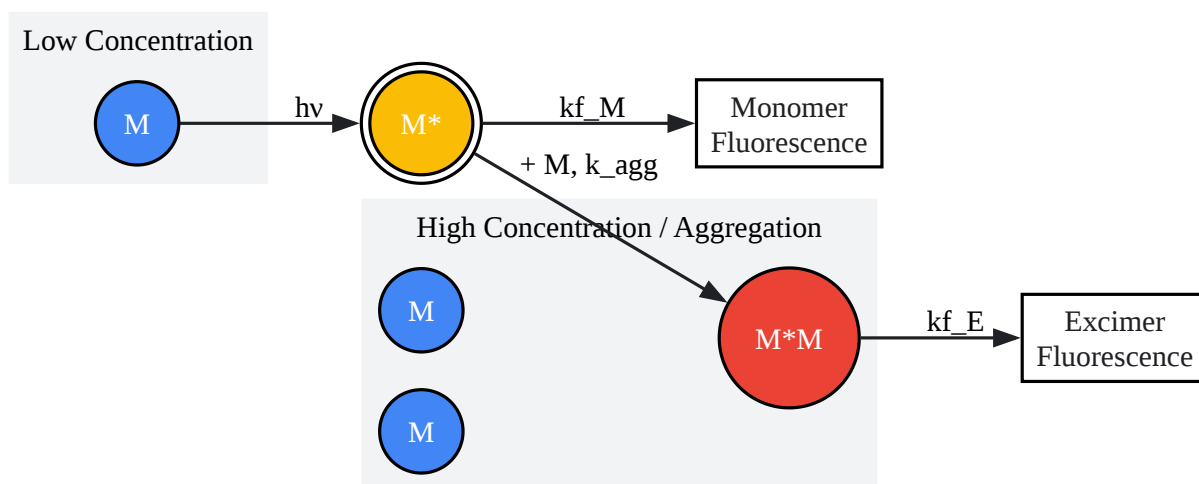 Low Concentration
M
hν
M*
kf_M
Monomer
Fluorescence
+ M, k_agg
High Concentration / Aggregation
M
M*M
kf_E
Excimer
Fluorescence
M